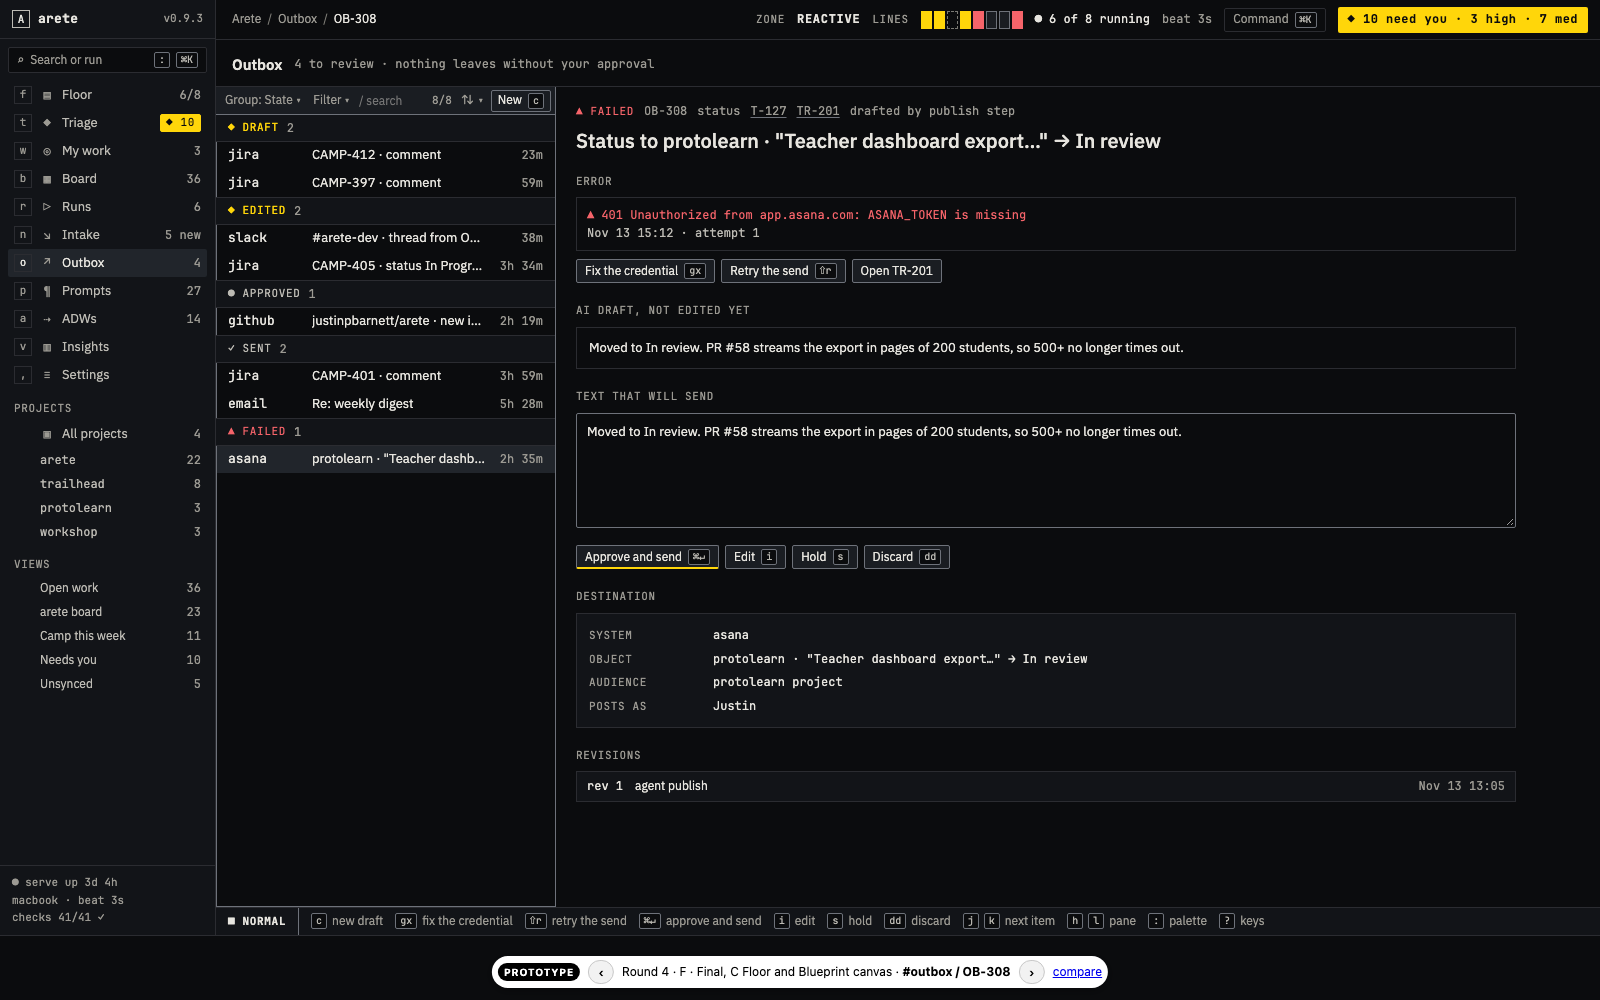 A arete v0.9.3
Search or run : ⌘K
f Floor 6/8
t Triage ◆ 10
w My work 3
b Board 36
r Runs 6
n Intake 5 new
o Outbox 4
p ¶ Prompts 27
a ADWs 14
v Insights
, Settings
PROJECTS
All projects 4
arete 22
trailhead 8
protolearn 3
workshop 3
VIEWS
Open work 36
arete board 23
Camp this week 11
Needs you 10
Unsynced 5
● serve up 3d 4h
macbook · beat 3s
checks 41/41 ✓
Arete / Outbox / OB-308
ZONE REACTIVE LINES ● 6 of 8 running beat 3s Command ⌘K ◆ 10 need you · 3 high · 7 med
Outbox 4 to review · nothing leaves without your approval
Group: State ▾ Filter ▾ / search 8/8 ↑↓ ▾ New c
◆ DRAFT 2
jira CAMP-412 · comment 23m
jira CAMP-397 · comment 59m
◆ EDITED 2
slack #arete-dev · thread from O… 38m
jira CAMP-405 · status In Progr… 3h 34m
● APPROVED 1
github justinpbarnett/arete · new i… 2h 19m
✓ SENT 2
jira CAMP-401 · comment 3h 59m
email Re: weekly digest 5h 28m
▲ FAILED 1
asana protolearn · "Teacher dashb… 2h 35m
▲ FAILED OB-308 status T-127 TR-201 drafted by publish step
Status to protolearn · "Teacher dashboard export…" → In review
ERROR
▲ 401 Unauthorized from app.asana.com: ASANA_TOKEN is missing
Nov 13 15:12 · attempt 1
Fix the credential gx Retry the send ⇧r Open TR-201
AI DRAFT, NOT EDITED YET
Moved to In review. PR #58 streams the export in pages of 200 students, so 500+ no longer times out.
TEXT THAT WILL SEND
Moved to In review. PR #58 streams the export in pages of 200 students, so 500+ no longer times out.
Approve and send ⌘↵ Edit i Hold s Discard dd
DESTINATION
SYSTEM asana
OBJECT protolearn · "Teacher dashboard export…" → In review
AUDIENCE protolearn project
POSTS AS Justin
REVISIONS
rev 1 agent publish Nov 13 13:05
■ NORMAL c new draft gx fix the credential ⇧r retry the send ⌘↵ approve and send i edit s hold dd discard j k next item h l pane : palette ? keys
PROTOTYPE ‹ Round 4 · F · Final, C Floor and Blueprint canvas · #outbox / OB-308 › compare